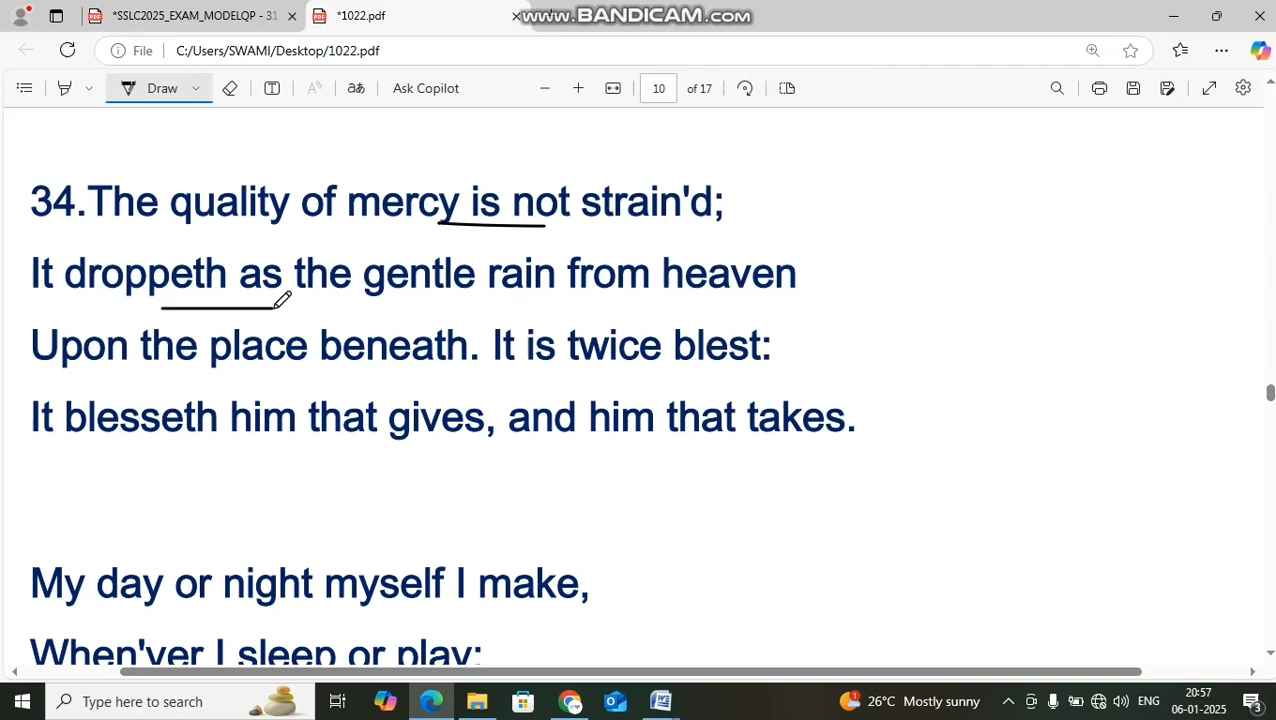 *SSLC2025_EXAM_MODELQP - 31
*1022.pdf
www.BANDICAM.com
File
C:/Users/SWAMI/Desktop/1022.pdf
Draw
Ask Copilot
10 of 17
34.The quality of mercy is not strain'd;
It droppeth as the gentle rain from heaven
Upon the place beneath. It is twice blest:
It blesseth him that gives, and him that takes.
My day or night myself I make,
When'ver I sleep or play;
Type here to search
26°C Mostly sunny
ENG
20:57
06-01-2025
3